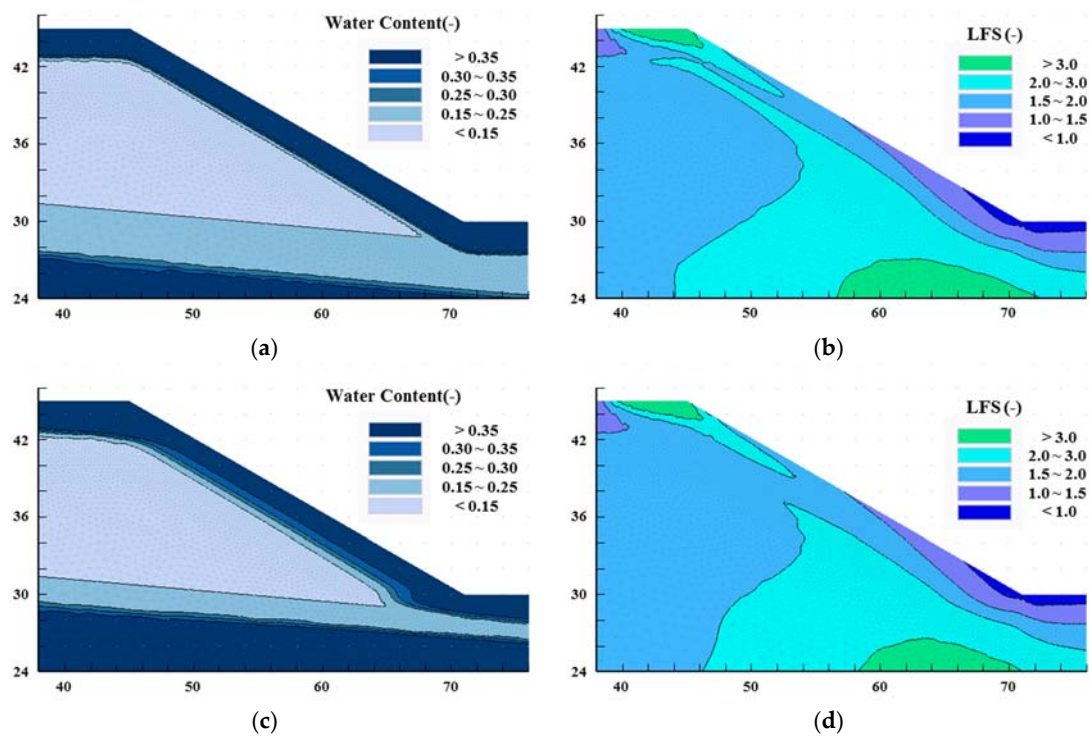 Water Content(-)
> 0.35
0.30 ~ 0.35
0.25 ~ 0.30
0.15 ~ 0.25
< 0.15
42
36
30
24
40
50
60
70
(a)
LFS (-)
> 3.0
2.0 ~ 3.0
1.5 ~ 2.0
1.0 ~ 1.5
< 1.0
42
36
30
24
40
50
60
70
(b)
Water Content(-)
> 0.35
0.30 ~ 0.35
0.25 ~ 0.30
0.15 ~ 0.25
< 0.15
42
36
30
24
40
50
60
70
(c)
LFS (-)
> 3.0
2.0 ~ 3.0
1.5 ~ 2.0
1.0 ~ 1.5
< 1.0
42
36
30
24
40
50
60
70
(d)